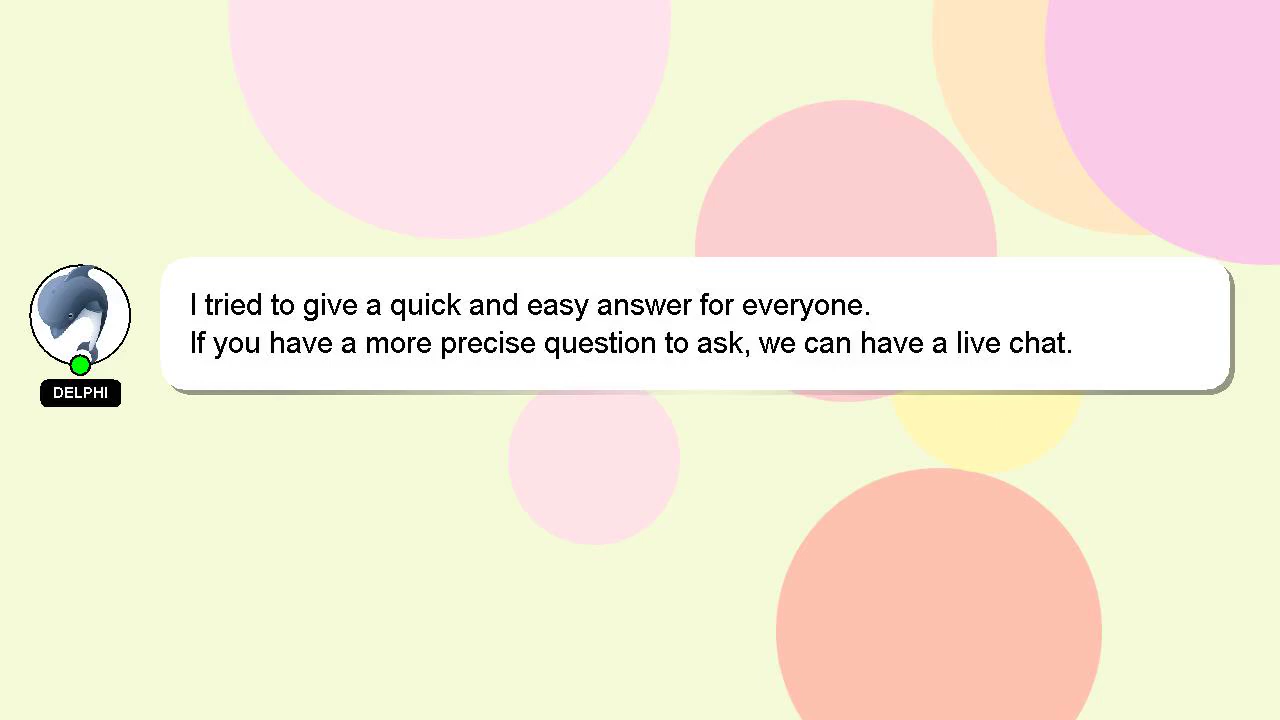 I tried to give a quick and easy answer for everyone.
If you have a more precise question to ask, we can have a live chat.
DELPHI